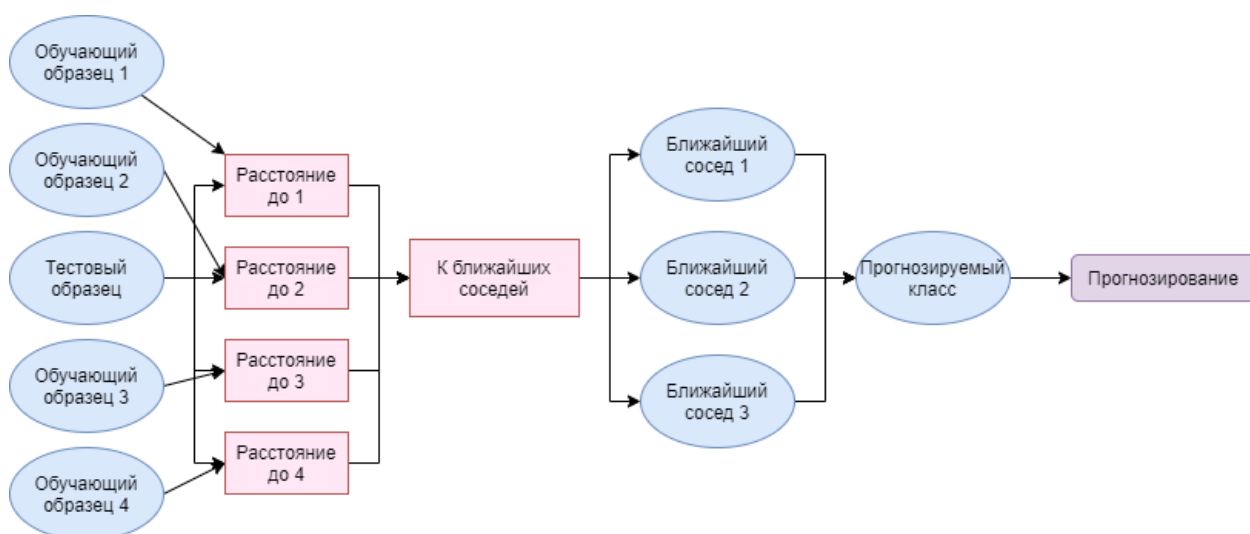 Обучающий
образец 1
Обучающий
образец 2
Тестовый
образец
Обучающий
образец 3
Обучающий
образец 4
Расстояние
до 1
Расстояние
до 2
Расстояние
до 3
Расстояние
до 4
К ближайших
соседей
Ближайший
сосед 1
Ближайший
сосед 2
Ближайший
сосед 3
Прогнозируемый
класс
Прогнозирование